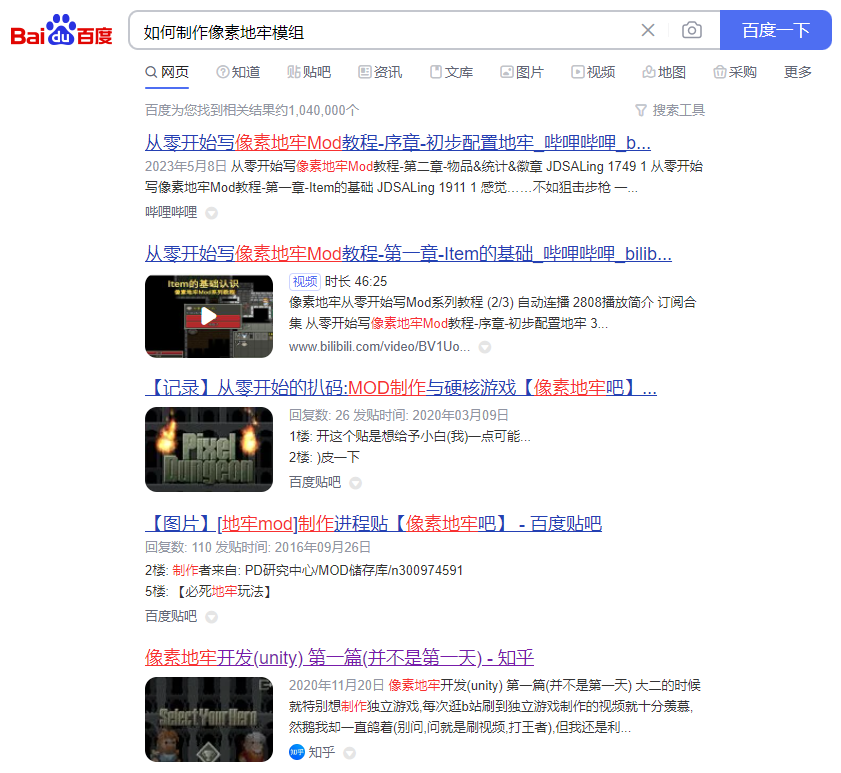 Bai du 百度
如何制作像素地牢模组
百度一下
网页 知道 贴吧 资讯 文库 图片 视频 地图 采购 更多
百度为您找到相关结果约1,040,000个 搜索工具
从零开始写像素地牢Mod教程-序章-初步配置地牢_哔哩哔哩_b...
2023年5月8日 从零开始写像素地牢Mod教程-第二章-物品&统计&徽章 JDSALing 1749 1 从零开始
写像素地牢Mod教程-第一章-Item的基础 JDSALing 1911 1 感觉……不如狙击步枪 一...
哔哩哔哩
从零开始写像素地牢Mod教程-第一章-Item的基础_哔哩哔哩_bilib...
Item的基础认识
像素地牢Mod系列教程
视频 时长 46:25
像素地牢从零开始写Mod系列教程 (2/3) 自动连播 2808播放简介 订阅合
集 从零开始写像素地牢Mod教程-序章-初步配置地牢 3...
www.bilibili.com/video/BV1Uo...
【记录】从零开始的扒码:MOD制作与硬核游戏【像素地牢吧】...
Pixel
Dungeon
回复数: 26 发贴时间: 2020年03月09日
1楼: 开这个贴是想给予小白(我)一点可能...
2楼: )皮一下
百度贴吧
【图片】[地牢mod]制作进程贴【像素地牢吧】 - 百度贴吧
回复数: 110 发贴时间: 2016年09月26日
2楼: 制作者来自: PD研究中心/MOD储存库/n300974591
5楼: 【必死地牢玩法】
百度贴吧
像素地牢开发(unity) 第一篇(并不是第一天) - 知乎
Select Your Hero
2020年11月20日 像素地牢开发(unity) 第一篇(并不是第一天) 大二的时候
就特别想制作独立游戏,每次逛b站刷到独立游戏制作的视频就十分羡慕,
然鹅我却一直鸽着(别问,问就是刷视频,打王者),但我还是利...
知乎 知乎